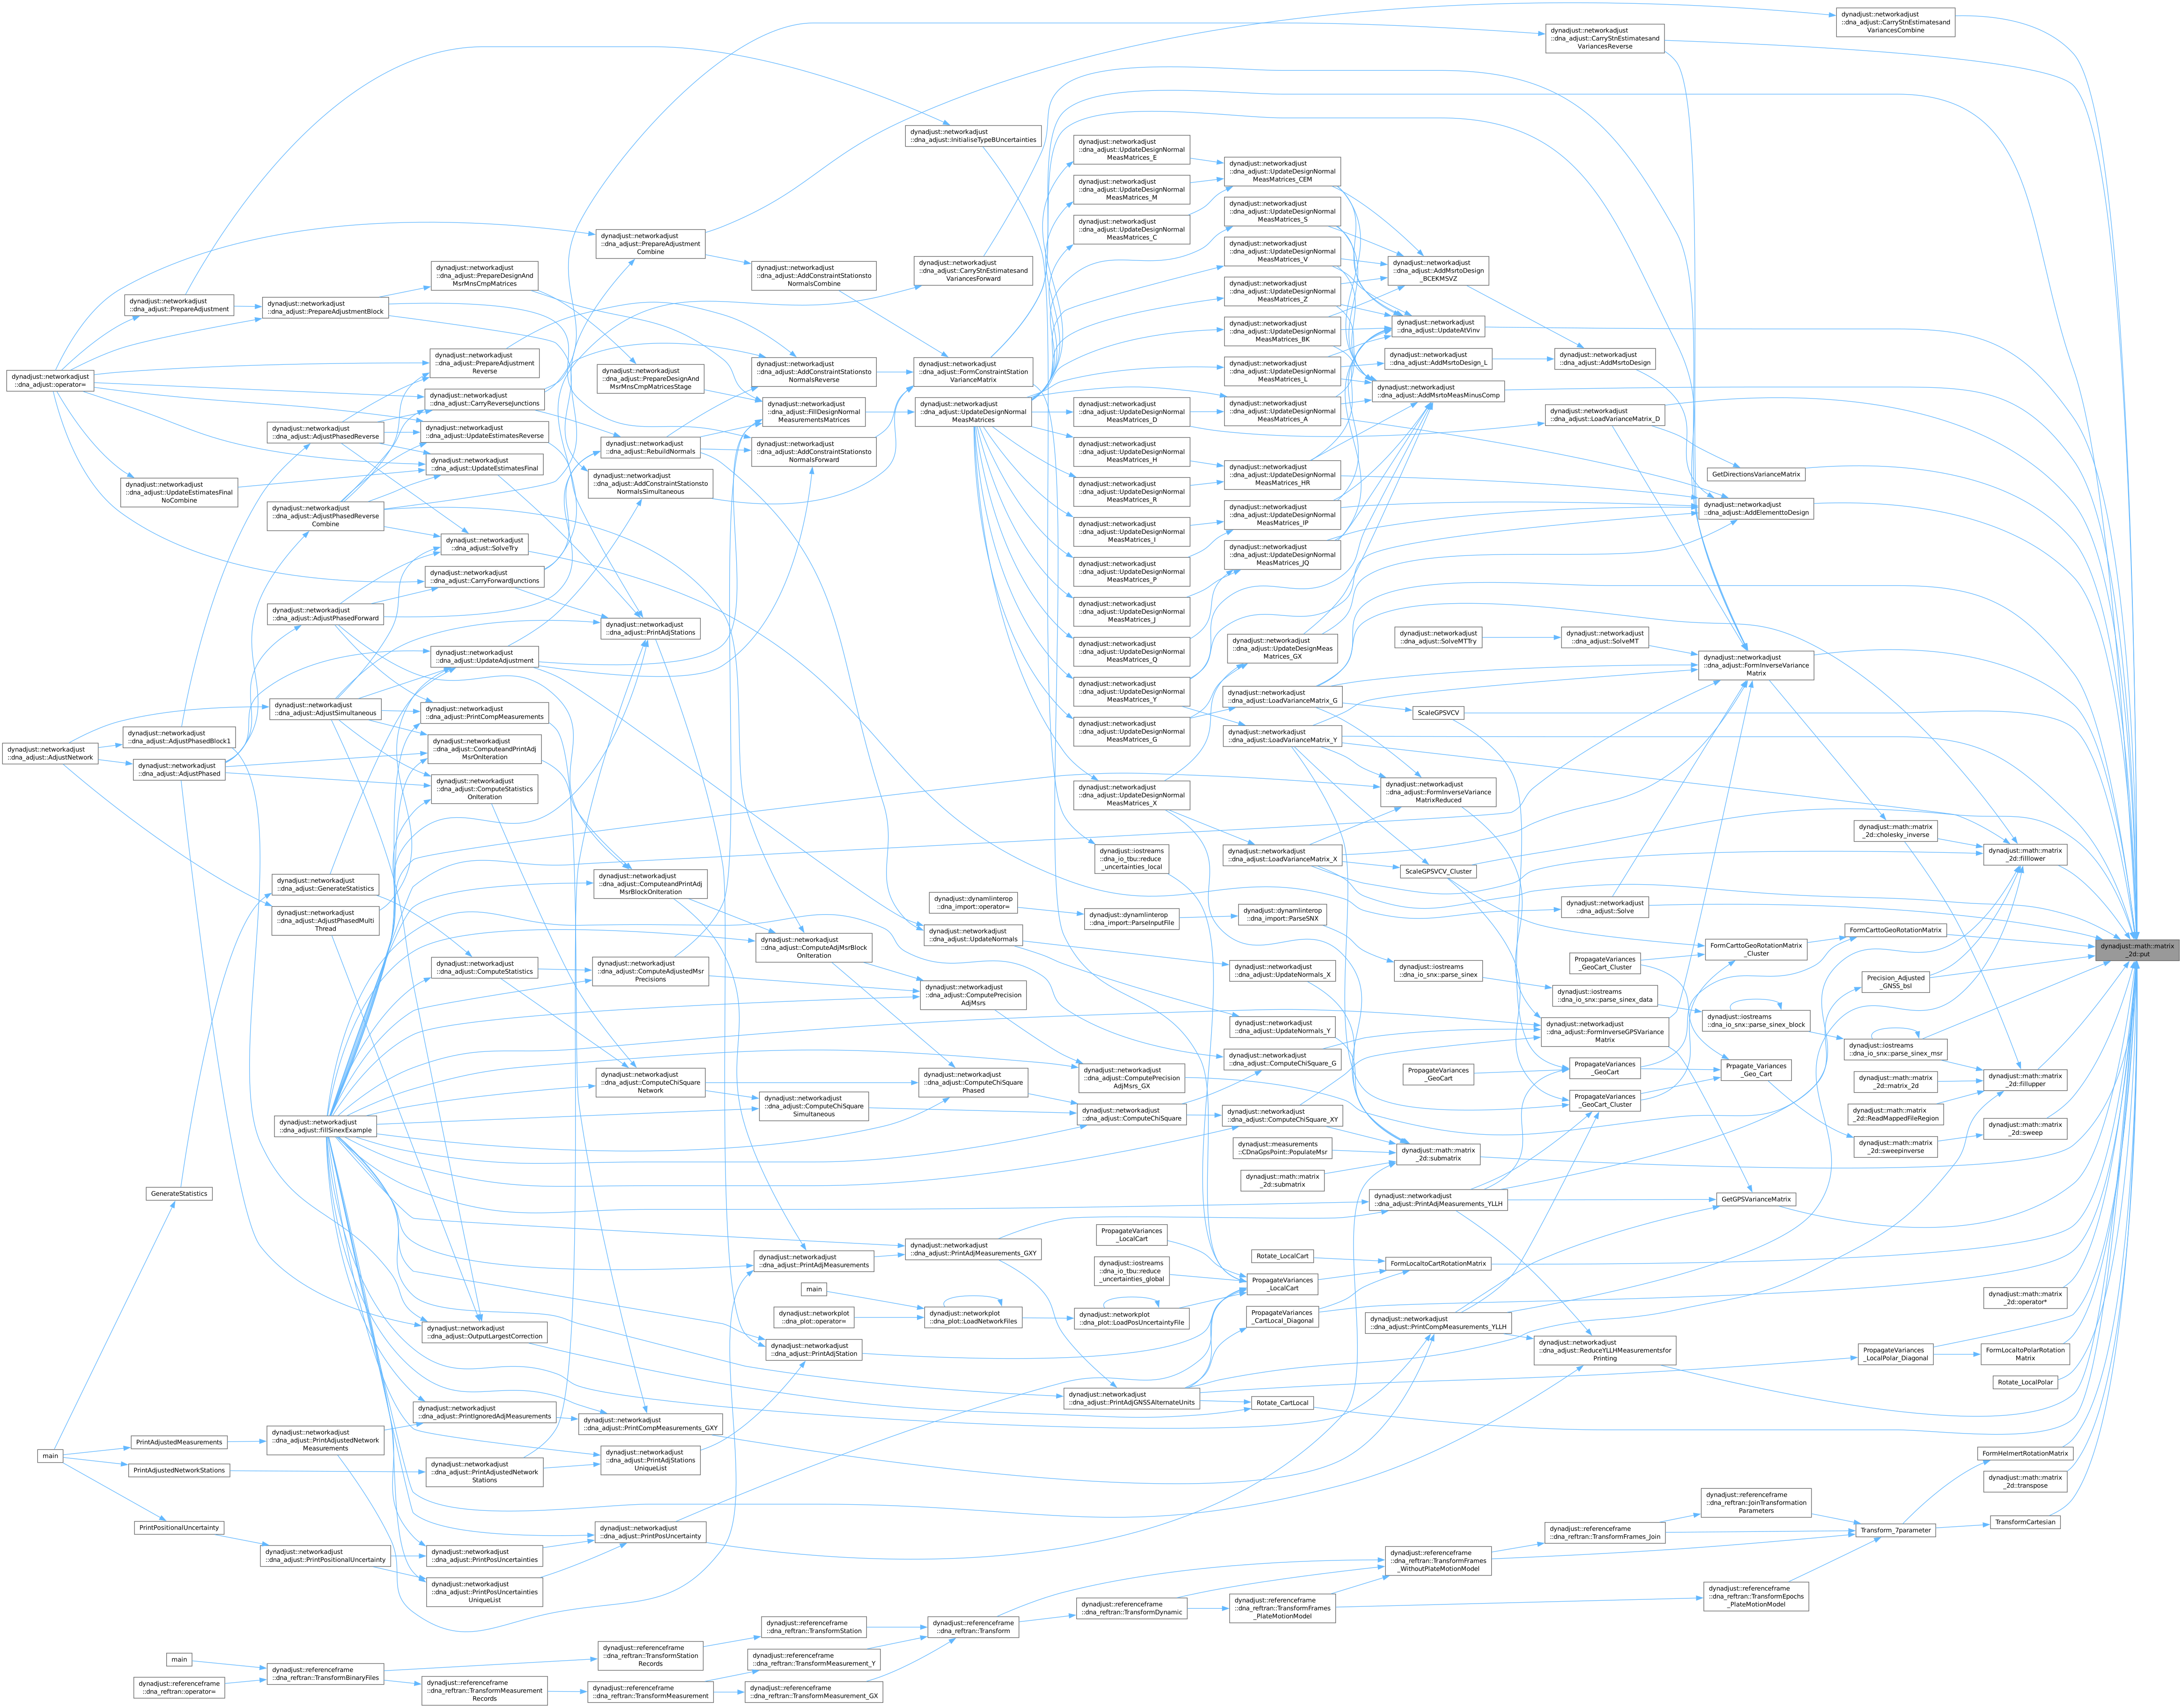 dynadjust::networkadjust
::dna_adjust::CarryStnEstimatesand
VariancesCombine
dynadjust::networkadjust
::dna_adjust::CarryStnEstimatesand
VariancesReverse
dynadjust::networkadjust
::dna_adjust::InitialiseTypeBUncertainties
dynadjust::networkadjust
::dna_adjust::UpdateDesignNormal
MeasMatrices_E
dynadjust::networkadjust
::dna_adjust::UpdateDesignNormal
MeasMatrices_CEM
dynadjust::networkadjust
::dna_adjust::UpdateDesignNormal
MeasMatrices_M
dynadjust::networkadjust
::dna_adjust::UpdateDesignNormal
MeasMatrices_S
dynadjust::networkadjust
::dna_adjust::UpdateDesignNormal
MeasMatrices_C
dynadjust::networkadjust
::dna_adjust::PrepareAdjustment
Combine
dynadjust::networkadjust
::dna_adjust::UpdateDesignNormal
MeasMatrices_V
dynadjust::networkadjust
::dna_adjust::PrepareDesignAnd
MsrMnsCmpMatrices
dynadjust::networkadjust
::dna_adjust::AddConstraintStationsto
NormalsCombine
dynadjust::networkadjust
::dna_adjust::CarryStnEstimatesand
VariancesForward
dynadjust::networkadjust
::dna_adjust::AddMsrtoDesign
_BCEKMSVZ
dynadjust::networkadjust
::dna_adjust::UpdateDesignNormal
MeasMatrices_Z
dynadjust::networkadjust
::dna_adjust::PrepareAdjustment
dynadjust::networkadjust
::dna_adjust::PrepareAdjustmentBlock
dynadjust::networkadjust
::dna_adjust::UpdateDesignNormal
MeasMatrices_BK
dynadjust::networkadjust
::dna_adjust::UpdateAtVinv
dynadjust::networkadjust
::dna_adjust::PrepareAdjustment
Reverse
dynadjust::networkadjust
::dna_adjust::AddMsrtoDesign_L
dynadjust::networkadjust
::dna_adjust::AddMsrtoDesign
dynadjust::networkadjust
::dna_adjust::operator=
dynadjust::networkadjust
::dna_adjust::PrepareDesignAnd
MsrMnsCmpMatricesStage
dynadjust::networkadjust
::dna_adjust::AddConstraintStationsto
NormalsReverse
dynadjust::networkadjust
::dna_adjust::FormConstraintStation
VarianceMatrix
dynadjust::networkadjust
::dna_adjust::UpdateDesignNormal
MeasMatrices_L
dynadjust::networkadjust
::dna_adjust::AddMsrtoMeasMinusComp
dynadjust::networkadjust
::dna_adjust::CarryReverseJunctions
dynadjust::networkadjust
::dna_adjust::FillDesignNormal
MeasurementsMatrices
dynadjust::networkadjust
::dna_adjust::UpdateDesignNormal
MeasMatrices
dynadjust::networkadjust
::dna_adjust::UpdateDesignNormal
MeasMatrices_D
dynadjust::networkadjust
::dna_adjust::UpdateDesignNormal
MeasMatrices_A
dynadjust::networkadjust
::dna_adjust::LoadVarianceMatrix_D
dynadjust::networkadjust
::dna_adjust::AdjustPhasedReverse
dynadjust::networkadjust
::dna_adjust::UpdateEstimatesReverse
dynadjust::networkadjust
::dna_adjust::RebuildNormals
dynadjust::networkadjust
::dna_adjust::AddConstraintStationsto
NormalsForward
dynadjust::networkadjust
::dna_adjust::UpdateDesignNormal
MeasMatrices_H
dynadjust::networkadjust
::dna_adjust::UpdateEstimatesFinal
dynadjust::networkadjust
::dna_adjust::UpdateDesignNormal
MeasMatrices_HR
GetDirectionsVarianceMatrix
dynadjust::networkadjust
::dna_adjust::UpdateEstimatesFinal
NoCombine
dynadjust::networkadjust
::dna_adjust::AddConstraintStationsto
NormalsSimultaneous
dynadjust::networkadjust
::dna_adjust::UpdateDesignNormal
MeasMatrices_R
dynadjust::networkadjust
::dna_adjust::AddElementtoDesign
dynadjust::networkadjust
::dna_adjust::AdjustPhasedReverse
Combine
dynadjust::networkadjust
::dna_adjust::UpdateDesignNormal
MeasMatrices_I
dynadjust::networkadjust
::dna_adjust::UpdateDesignNormal
MeasMatrices_IP
dynadjust::networkadjust
::dna_adjust::SolveTry
dynadjust::networkadjust
::dna_adjust::UpdateDesignNormal
MeasMatrices_P
dynadjust::networkadjust
::dna_adjust::UpdateDesignNormal
MeasMatrices_JQ
dynadjust::networkadjust
::dna_adjust::CarryForwardJunctions
dynadjust::networkadjust
::dna_adjust::AdjustPhasedForward
dynadjust::networkadjust
::dna_adjust::UpdateDesignNormal
MeasMatrices_J
dynadjust::networkadjust
::dna_adjust::PrintAdjStations
dynadjust::networkadjust
::dna_adjust::UpdateDesignNormal
MeasMatrices_Q
dynadjust::networkadjust
::dna_adjust::UpdateDesignMeas
Matrices_GX
dynadjust::networkadjust
::dna_adjust::SolveMTTry
dynadjust::networkadjust
::dna_adjust::SolveMT
dynadjust::networkadjust
::dna_adjust::UpdateAdjustment
dynadjust::networkadjust
::dna_adjust::FormInverseVariance
Matrix
dynadjust::networkadjust
::dna_adjust::UpdateDesignNormal
MeasMatrices_Y
dynadjust::networkadjust
::dna_adjust::LoadVarianceMatrix_G
dynadjust::networkadjust
::dna_adjust::AdjustSimultaneous
dynadjust::networkadjust
::dna_adjust::PrintCompMeasurements
ScaleGPSVCV
dynadjust::networkadjust
::dna_adjust::UpdateDesignNormal
MeasMatrices_G
dynadjust::networkadjust
::dna_adjust::LoadVarianceMatrix_Y
dynadjust::networkadjust
::dna_adjust::AdjustPhasedBlock1
dynadjust::networkadjust
::dna_adjust::AdjustNetwork
dynadjust::networkadjust
::dna_adjust::ComputeandPrintAdj
MsrOnIteration
dynadjust::networkadjust
::dna_adjust::AdjustPhased
dynadjust::networkadjust
::dna_adjust::ComputeStatistics
OnIteration
dynadjust::networkadjust
::dna_adjust::UpdateDesignNormal
MeasMatrices_X
dynadjust::networkadjust
::dna_adjust::FormInverseVariance
MatrixReduced
dynadjust::math::matrix
_2d::cholesky_inverse
dynadjust::iostreams
::dna_io_tbu::reduce
_uncertainties_local
dynadjust::networkadjust
::dna_adjust::LoadVarianceMatrix_X
dynadjust::math::matrix
_2d::filllower
ScaleGPSVCV_Cluster
dynadjust::networkadjust
::dna_adjust::GenerateStatistics
dynadjust::networkadjust
::dna_adjust::ComputeandPrintAdj
MsrBlockOnIteration
dynadjust::dynamlinterop
::dna_import::operator=
dynadjust::dynamlinterop
::dna_import::ParseInputFile
dynadjust::dynamlinterop
::dna_import::ParseSNX
dynadjust::networkadjust
::dna_adjust::Solve
dynadjust::networkadjust
::dna_adjust::AdjustPhasedMulti
Thread
dynadjust::networkadjust
::dna_adjust::UpdateNormals
FormCarttoGeoRotationMatrix
dynadjust::networkadjust
::dna_adjust::ComputeAdjMsrBlock
OnIteration
FormCarttoGeoRotationMatrix
_Cluster
dynadjust::math::matrix
_2d::put
PropagateVariances
_GeoCart_Cluster
dynadjust::networkadjust
::dna_adjust::ComputeStatistics
dynadjust::networkadjust
::dna_adjust::ComputeAdjustedMsr
Precisions
dynadjust::networkadjust
::dna_adjust::UpdateNormals_X
dynadjust::iostreams
::dna_io_snx::parse_sinex
Precision_Adjusted
_GNSS_bsl
dynadjust::networkadjust
::dna_adjust::ComputePrecision
AdjMsrs
dynadjust::iostreams
::dna_io_snx::parse_sinex_data
dynadjust::iostreams
::dna_io_snx::parse_sinex_block
dynadjust::networkadjust
::dna_adjust::UpdateNormals_Y
dynadjust::networkadjust
::dna_adjust::FormInverseGPSVariance
Matrix
dynadjust::iostreams
::dna_io_snx::parse_sinex_msr
dynadjust::networkadjust
::dna_adjust::ComputeChiSquare_G
PropagateVariances
_GeoCart
PropagateVariances
_GeoCart
Propagate_Variances
_Geo_Cart
dynadjust::math::matrix
_2d::matrix_2d
dynadjust::math::matrix
_2d::fillupper
dynadjust::networkadjust
::dna_adjust::ComputeChiSquare
Network
dynadjust::networkadjust
::dna_adjust::ComputeChiSquare
Phased
dynadjust::networkadjust
::dna_adjust::ComputePrecision
AdjMsrs_GX
PropagateVariances
_GeoCart_Cluster
dynadjust::networkadjust
::dna_adjust::ComputeChiSquare
Simultaneous
dynadjust::networkadjust
::dna_adjust::ComputeChiSquare
dynadjust::networkadjust
::dna_adjust::ComputeChiSquare_XY
dynadjust::math::matrix
_2d::ReadMappedFileRegion
dynadjust::networkadjust
::dna_adjust::fillSinexExample
dynadjust::math::matrix
_2d::sweep
dynadjust::measurements
::CDnaGpsPoint::PopulateMsr
dynadjust::math::matrix
_2d::submatrix
dynadjust::math::matrix
_2d::sweepinverse
dynadjust::math::matrix
_2d::submatrix
GenerateStatistics
dynadjust::networkadjust
::dna_adjust::PrintAdjMeasurements_YLLH
GetGPSVarianceMatrix
PropagateVariances
_LocalCart
dynadjust::networkadjust
::dna_adjust::PrintAdjMeasurements_GXY
dynadjust::networkadjust
::dna_adjust::PrintAdjMeasurements
Rotate_LocalCart
FormLocaltoCartRotationMatrix
dynadjust::iostreams
::dna_io_tbu::reduce
_uncertainties_global
main
PropagateVariances
_LocalCart
dynadjust::math::matrix
_2d::operator*
dynadjust::networkplot
::dna_plot::operator=
dynadjust::networkplot
::dna_plot::LoadNetworkFiles
dynadjust::networkplot
::dna_plot::LoadPosUncertaintyFile
PropagateVariances
_CartLocal_Diagonal
dynadjust::networkadjust
::dna_adjust::PrintCompMeasurements_YLLH
dynadjust::networkadjust
::dna_adjust::OutputLargestCorrection
dynadjust::networkadjust
::dna_adjust::PrintAdjStation
dynadjust::networkadjust
::dna_adjust::ReduceYLLHMeasurementsfor
Printing
PropagateVariances
_LocalPolar_Diagonal
FormLocaltoPolarRotation
Matrix
Rotate_LocalPolar
dynadjust::networkadjust
::dna_adjust::PrintAdjGNSSAlternateUnits
Rotate_CartLocal
dynadjust::networkadjust
::dna_adjust::PrintIgnoredAdjMeasurements
dynadjust::networkadjust
::dna_adjust::PrintCompMeasurements_GXY
PrintAdjustedMeasurements
dynadjust::networkadjust
::dna_adjust::PrintAdjustedNetwork
Measurements
main
dynadjust::networkadjust
::dna_adjust::PrintAdjStations
UniqueList
FormHelmertRotationMatrix
PrintAdjustedNetworkStations
dynadjust::networkadjust
::dna_adjust::PrintAdjustedNetwork
Stations
dynadjust::math::matrix
_2d::transpose
dynadjust::referenceframe
::dna_reftran::JoinTransformation
Parameters
PrintPositionalUncertainty
dynadjust::networkadjust
::dna_adjust::PrintPosUncertainty
dynadjust::referenceframe
::dna_reftran::TransformFrames_Join
Transform_7parameter
TransformCartesian
dynadjust::networkadjust
::dna_adjust::PrintPositionalUncertainty
dynadjust::networkadjust
::dna_adjust::PrintPosUncertainties
dynadjust::referenceframe
::dna_reftran::TransformFrames
_WithoutPlateMotionModel
dynadjust::networkadjust
::dna_adjust::PrintPosUncertainties
UniqueList
dynadjust::referenceframe
::dna_reftran::TransformEpochs
_PlateMotionModel
dynadjust::referenceframe
::dna_reftran::TransformDynamic
dynadjust::referenceframe
::dna_reftran::TransformFrames
_PlateMotionModel
dynadjust::referenceframe
::dna_reftran::TransformStation
dynadjust::referenceframe
::dna_reftran::Transform
dynadjust::referenceframe
::dna_reftran::TransformStation
Records
main
dynadjust::referenceframe
::dna_reftran::TransformMeasurement_Y
dynadjust::referenceframe
::dna_reftran::TransformBinaryFiles
dynadjust::referenceframe
::dna_reftran::operator=
dynadjust::referenceframe
::dna_reftran::TransformMeasurement
Records
dynadjust::referenceframe
::dna_reftran::TransformMeasurement
dynadjust::referenceframe
::dna_reftran::TransformMeasurement_GX